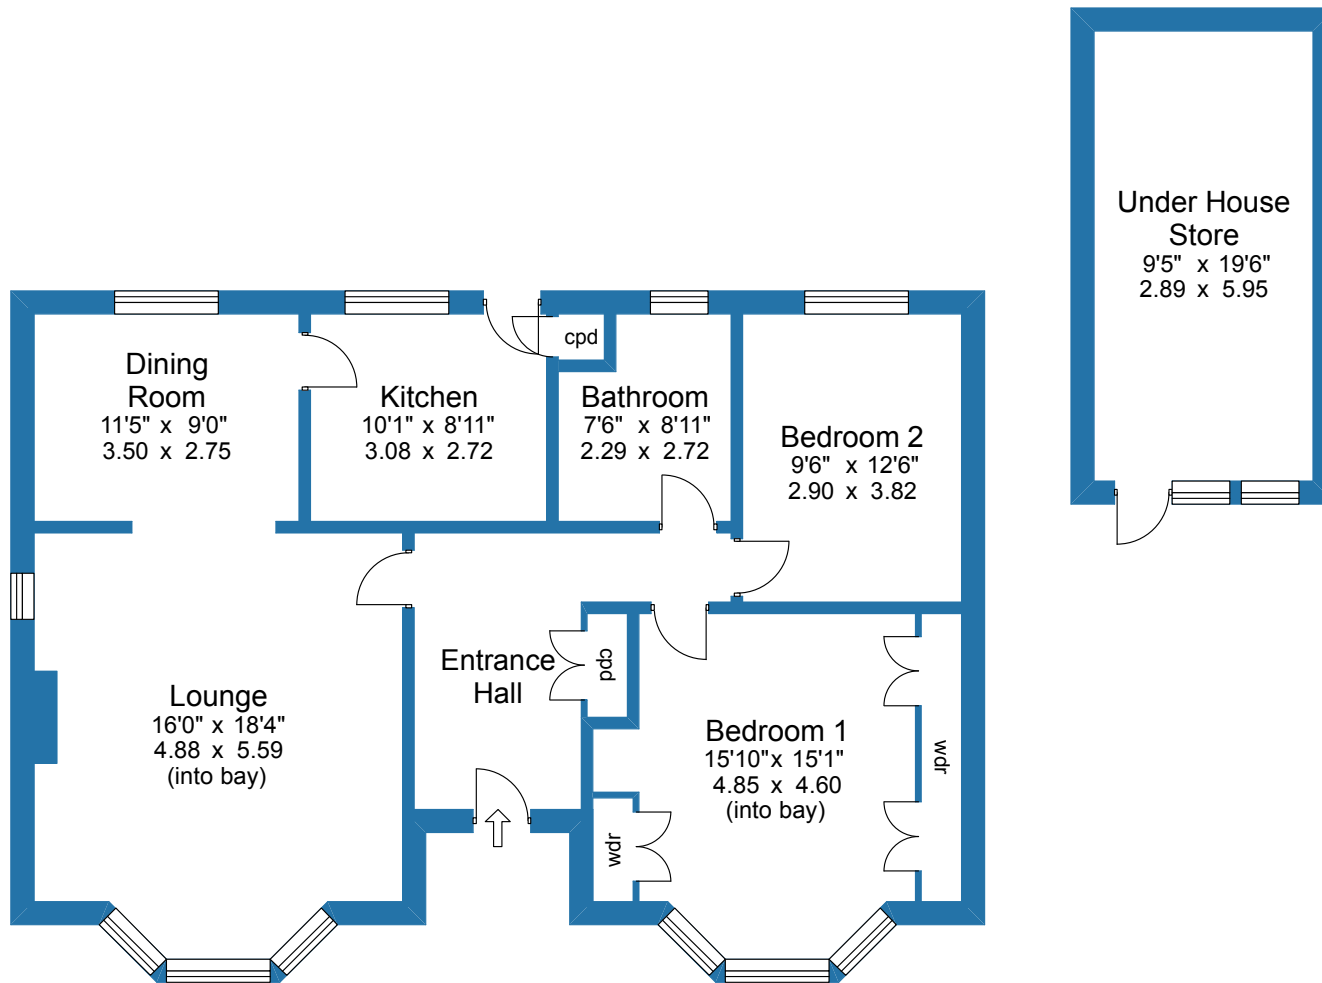 Under House
Store
9'5" x 19'6"
2.89 x 5.95
Dining
Room
11'5" x 9'0"
3.50 x 2.75
Kitchen
10'1" x 8'11"
3.08 x 2.72
cpd
Bathroom
7'6" x 8'11"
2.29 x 2.72
Bedroom 2
9'6" x 12'6"
2.90 x 3.82
Lounge
16'0" x 18'4"
4.88 x 5.59
(into bay)
Entrance
Hall
cpd
Bedroom 1
15'10"x 15'1"
4.85 x 4.60
(into bay)
wdr
wdr